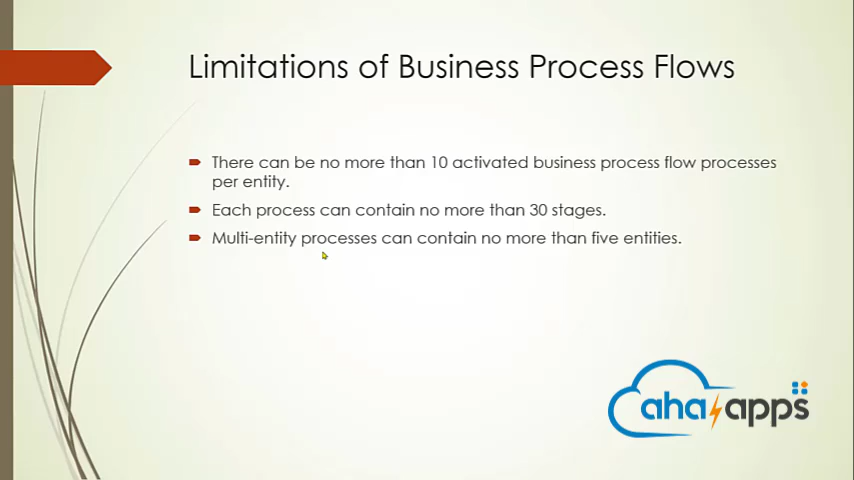 Limitations of Business Process Flows
There can be no more than 10 activated business process flow processes
per entity.
Each process can contain no more than 30 stages.
Multi-entity processes can contain no more than five entities.
aha apps